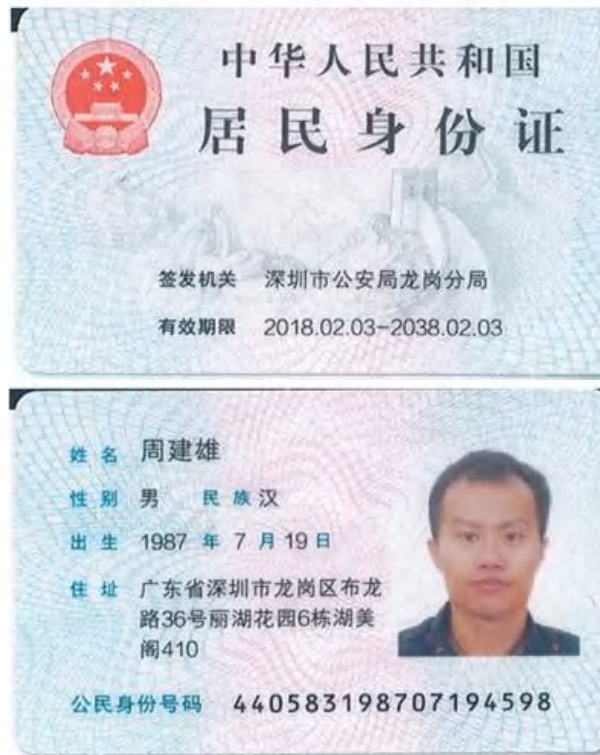 中华人民共和国
居民身份证
签发机关 深圳市公安局龙岗分局
有效期限 2018.02.03-2038.02.03
姓名 周建雄
性别 男 民族 汉
出生 1987 年 7 月 19 日
住址 广东省深圳市龙岗区布龙
路36号丽湖花园6栋湖美
阁410
公民身份号码 440583198707194598